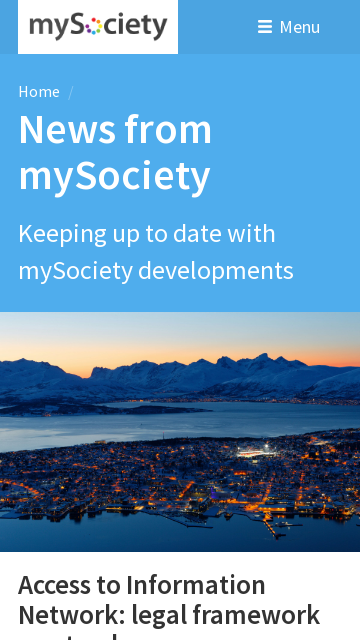 mySociety
Menu
Home /
News from
mySociety
Keeping up to date with
mySociety developments
Access to Information
Network: legal framework